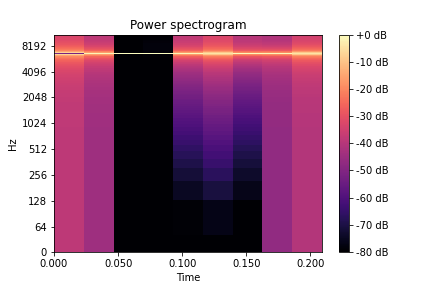 Power spectrogram
8192
4096
2048
1024
512
256
128
64
0
Hz
0.000 0.050 0.100 0.150 0.200
Time
+0 dB
-10 dB
-20 dB
-30 dB
-40 dB
-50 dB
-60 dB
-70 dB
-80 dB